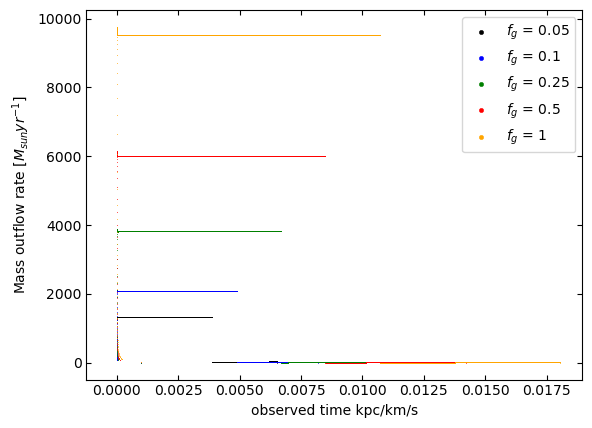 10000
8000
6000
4000
2000
0
Mass outflow rate [M_sun yr^−1]
f_g = 0.05
f_g = 0.1
f_g = 0.25
f_g = 0.5
f_g = 1
0.0000 0.0025 0.0050 0.0075 0.0100 0.0125 0.0150 0.0175
observed time kpc/km/s